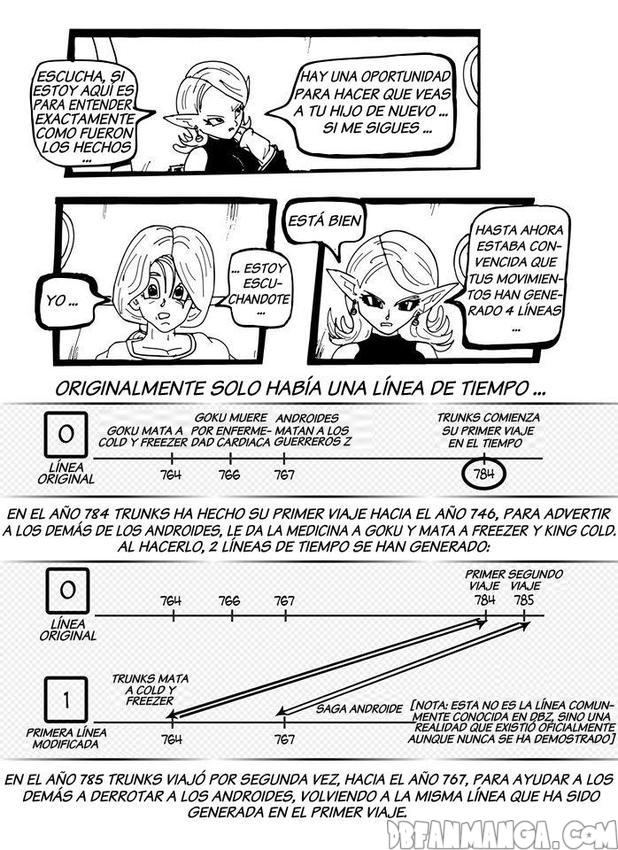 ESCUCHA, SI
ESTOY AQUÍ ES
PARA ENTENDER
EXACTAMENTE
COMO FUERON
LOS HECHOS
...
HAY UNA OPORTUNIDAD
PARA HACER QUE VEAS
A TU HIJO DE NUEVO ...
SI ME SIGUES ...
YO ...
... ESTOY
ESCU-
CHANDOTE ...
ESTÁ BIEN
HASTA AHORA
ESTABA CON-
VENCIDA QUE
TUS MOVIMIEN-
TOS HAN GENERADO
4 LÍNEAS
...
ORIGINALMENTE SOLO HABÍA UNA LÍNEA DE TIEMPO ...
0
LÍNEA
ORIGINAL
GOKU MATA A
COLD Y FREEZER
764
GOKU MUERE
POR ENFERME-
DAD CARDIACA
766
ANDROIDES
MATAN A LOS
GUERREROS Z
767
TRUNKS COMIENZA
SU PRIMER VIAJE
EN EL TIEMPO
784
EN EL AÑO 784 TRUNKS HA HECHO SU PRIMER VIAJE HACIA EL AÑO 746, PARA ADVERTIR
A LOS DEMÁS DE LOS ANDROIDES, LE DA LA MEDICINA A GOKU Y MATA A FREEZER Y KING COLD.
AL HACERLO, 2 LÍNEAS DE TIEMPO SE HAN GENERADO:
0
LÍNEA
ORIGINAL
764
766
767
PRIMER
VIAJE
784
SEGUNDO
VIAJE
785
1
PRIMERA LÍNEA
MODIFICADA
TRUNKS MATA
A COLD Y
FREEZER
764
767
SAGA ANDROIDE
[NOTA: ESTA NO ES LA LÍNEA COMUN-
MENTE CONOCIDA EN DBZ, SINO UNA
REALIDAD QUE EXISTIÓ OFICIALMENTE
AUNQUE NUNCA SE HA DEMOSTRADO]
EN EL AÑO 785 TRUNKS VIAJÓ POR SEGUNDA VEZ, HACIA EL AÑO 767, PARA AYUDAR A LOS
DEMÁS A DERROTAR A LOS ANDROIDES, VOLVIENDO A LA MISMA LÍNEA QUE HA SIDO
GENERADA EN EL PRIMER VIAJE.
DBFANMANGA.COM